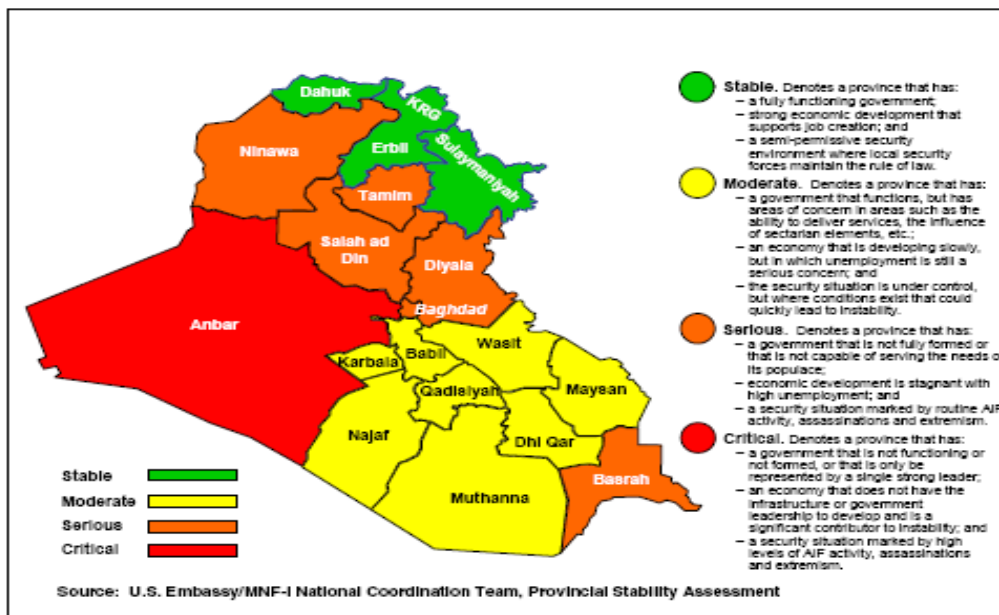 Dahuk
KRG
Ninawa
Erbil
Sulaymaniyah
Tamim
Salah ad
Din
Diyala
Baghdad
Anbar
Wasit
Babil
Karbala
Qadisiyah
Maysan
Najaf
Dhi Qar
Muthanna
Basrah
Stable
Moderate
Serious
Critical
Stable. Denotes a province that has:
– a fully functioning government;
– strong economic development that
supports job creation; and
– a semi-permissive security
environment where local security
forces maintain the rule of law.
Moderate. Denotes a province that has:
– a government that functions, but has
areas of concern in areas such as the
ability to deliver services, the influence
of sectarian elements, etc.;
– an economy that is developing slowly,
but in which unemployment is still a
serious concern; and
– the security situation is under control,
but where conditions exist that could
quickly lead to instability.
Serious. Denotes a province that has:
– a government that is not fully formed or
that is not capable of serving the needs of
its populace;
– economic development is stagnant with
high unemployment; and
– a security situation marked by routine AIF
activity, assassinations and extremism.
Critical. Denotes a province that has:
– a government that is not functioning or
not formed, or that is only be
represented by a single strong leader;
– an economy that does not have the
infrastructure or government
leadership to develop and is a
significant contributor to instability; and
– a security situation marked by high
levels of AIF activity, assassinations
and extremism.
Source: U.S. Embassy/MNF-I National Coordination Team, Provincial Stability Assessment